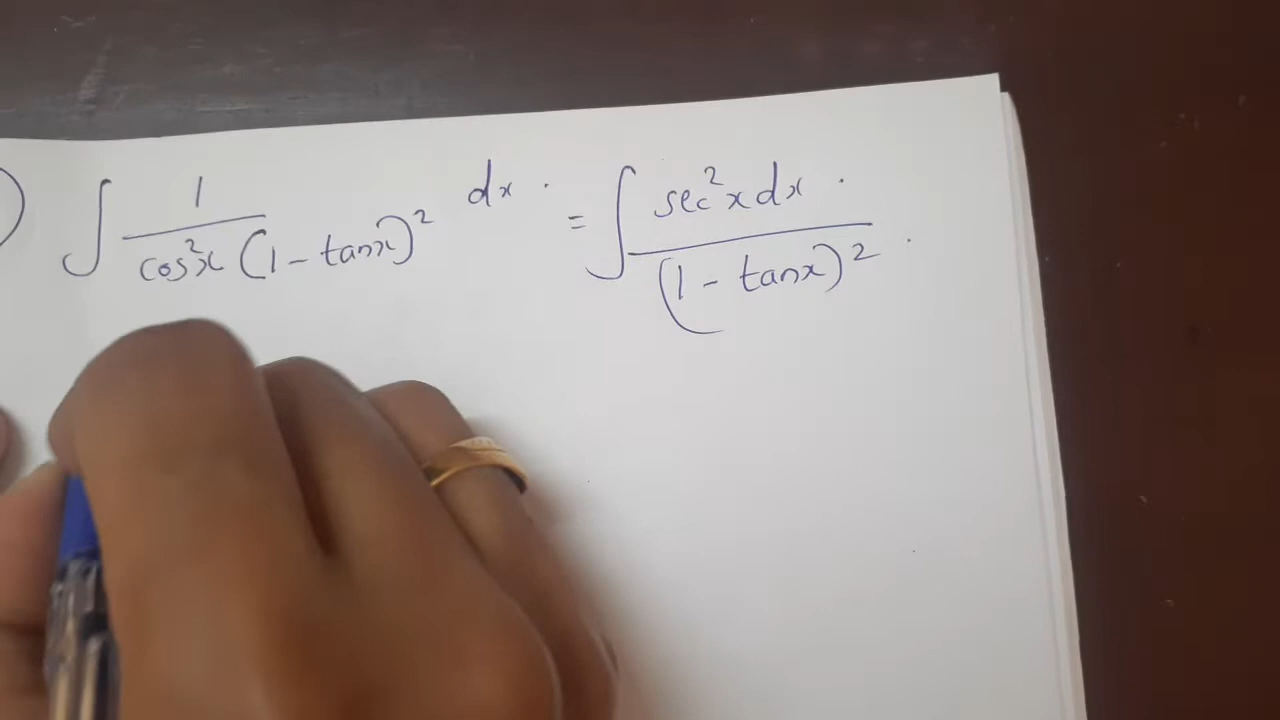 ) ∫ 1/(cos²x (1 - tanx)²) dx . = ∫ sec²x dx / (1 - tanx)² .